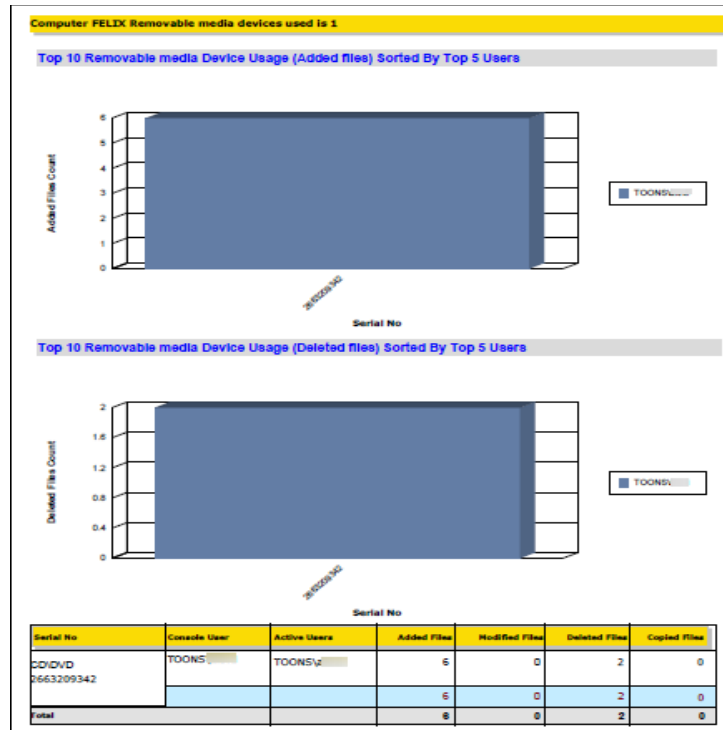 Computer FELIX Removable media devices used is 1
Top 10 Removable media Device Usage (Added files) Sorted By Top 5 Users
6
5
4
3
2
1
0
Added Files Count
TOONS\
2663209342
Serial No
Top 10 Removable media Device Usage (Deleted files) Sorted By Top 5 Users
2
1.6
1.2
0.8
0.4
0
Deleted Files Count
TOONS\
2663209342
Serial No
Serial No Console User Active Users Added Files Modified Files Deleted Files Copied Files
CD\DVD TOONS TOONS\ 6 0 2 0
2663209342
6 0 2 0
Total 6 0 2 0